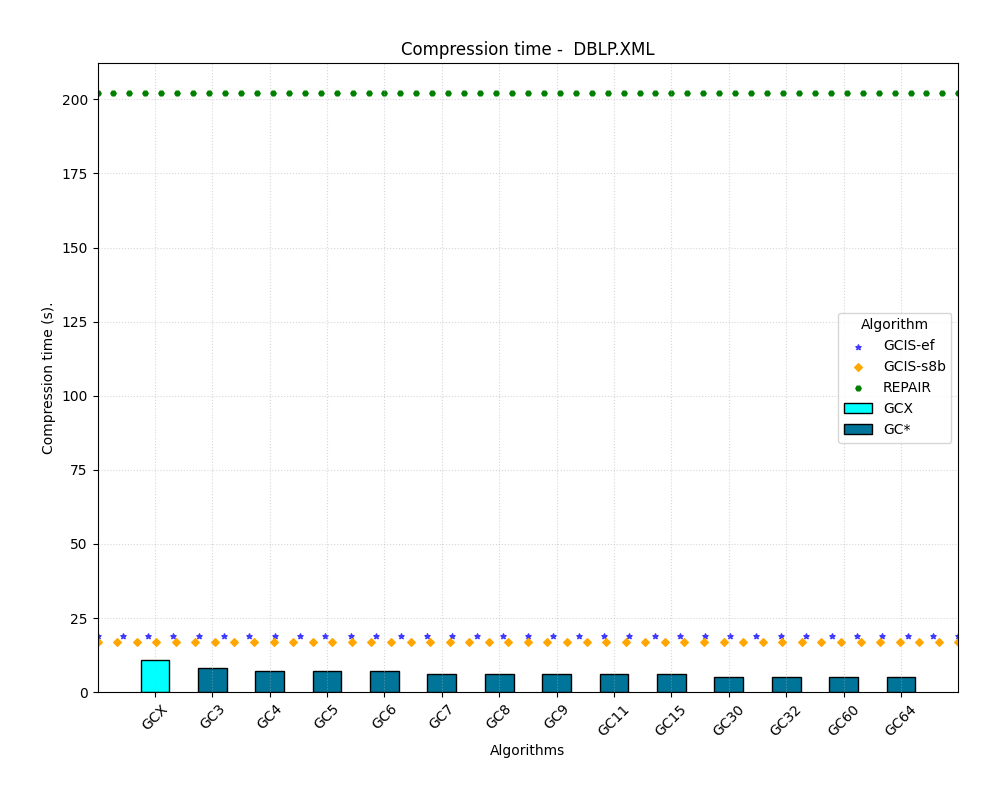 Compression time -  DBLP.XML
200
175
150
125
100
75
50
25
0
Compression time (s).
Algorithm
GCIS-ef
GCIS-s8b
REPAIR
GCX
GC*
GCX
GC3
GC4
GC5
GC6
GC7
GC8
GC9
GC11
GC15
GC30
GC32
GC60
GC64
Algorithms